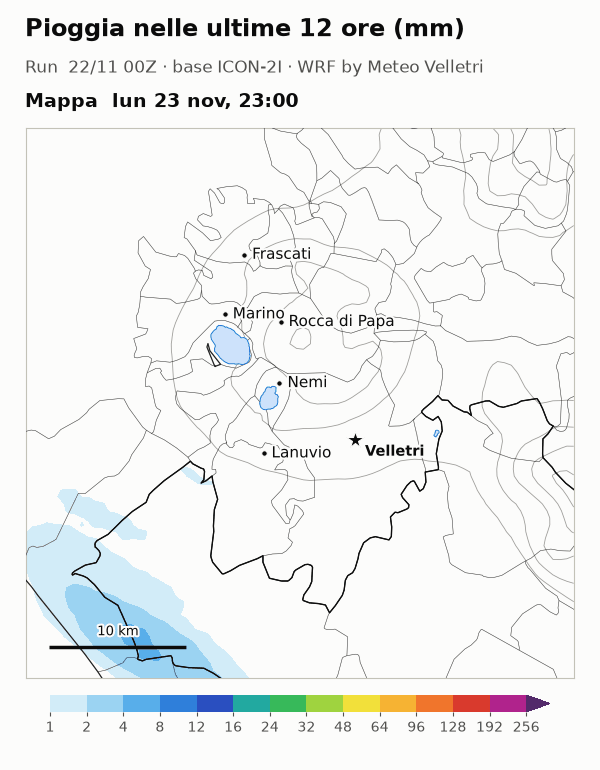 Pioggia nelle ultime 12 ore (mm)
Run  22/11 00Z · base ICON-2I · WRF by Meteo Velletri
Mappa  lun 23 nov, 23:00
Frascati
Marino
Rocca di Papa
Nemi
Velletri
Lanuvio
10 km
1 2 4 8 12 16 24 32 48 64 96 128 192 256